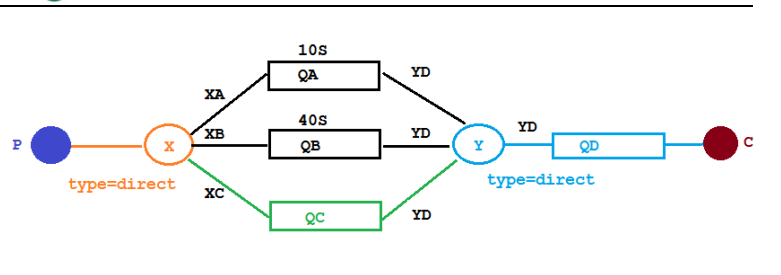 10S
QA
YD
XA
40S
YD
P
X
XB
QB
YD
Y
QD
C
type=direct
type=direct
XC
QC
YD